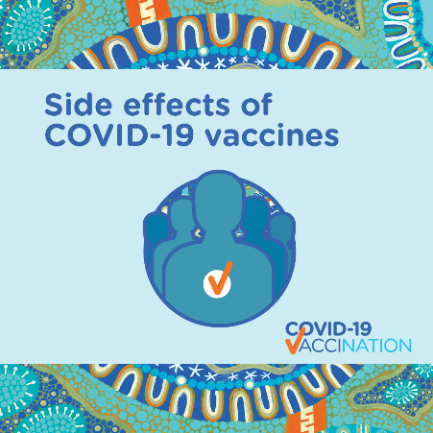 Side effects of
COVID-19 vaccines
COVID-19
VACCINATION